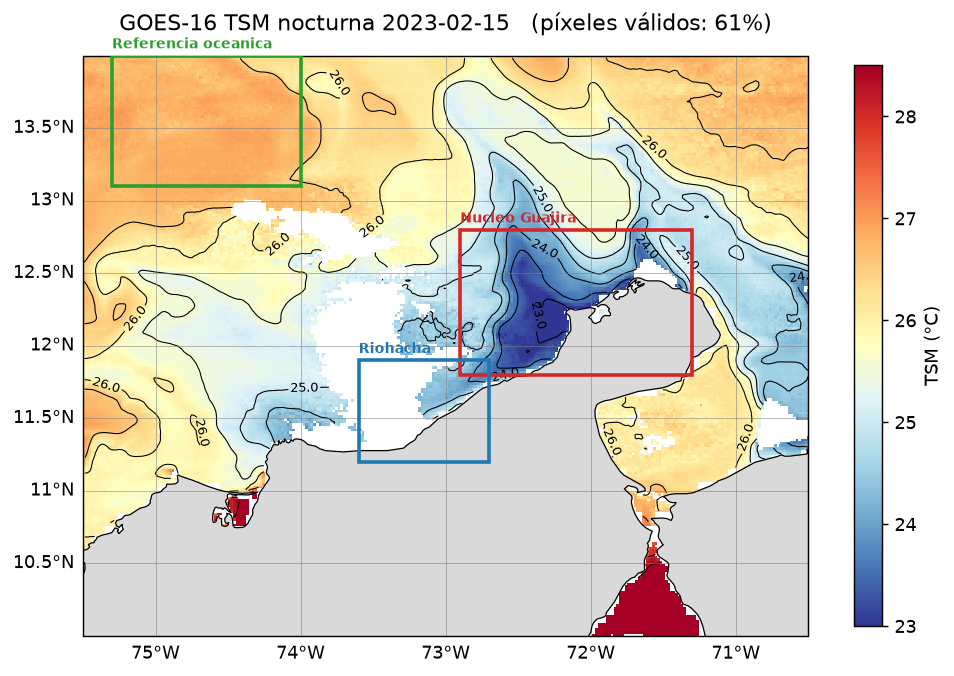 GOES-16 TSM nocturna 2023-02-15 (píxeles válidos: 61%)
Referencia oceanica
26.0
13.5°N
26.0
13°N
25.0
Nucleo Guajira
26.0
26.0
24.0
24.0
25.0
12.5°N
24.
26.0
23.0
12°N
Riohacha
26.0
25.0
11.5°N
26.0
26.0
26.0
11°N
10.5°N
75°W
74°W
73°W
72°W
71°W
28
27
26
25
24
23
TSM (°C)